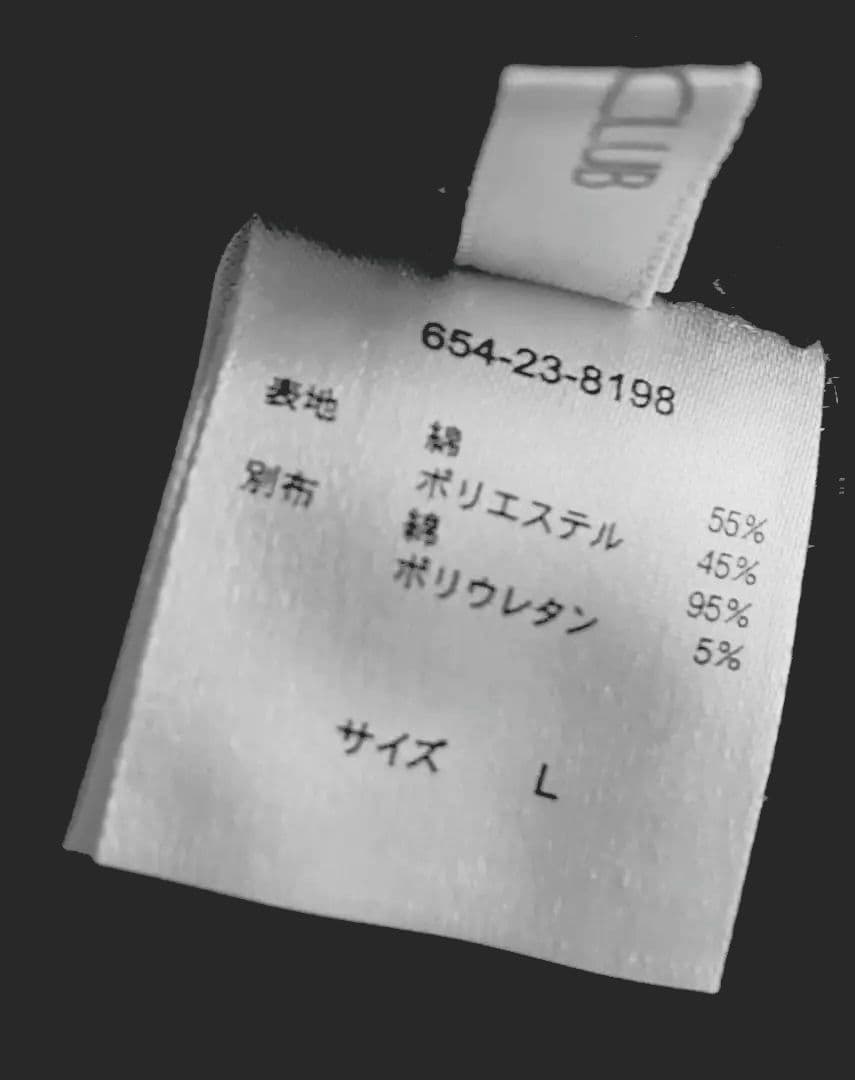 CLUB
654-23-8198
表地 綿 55%
ポリエステル 45%
別布 綿 95%
ポリウレタン 5%
サイズ L